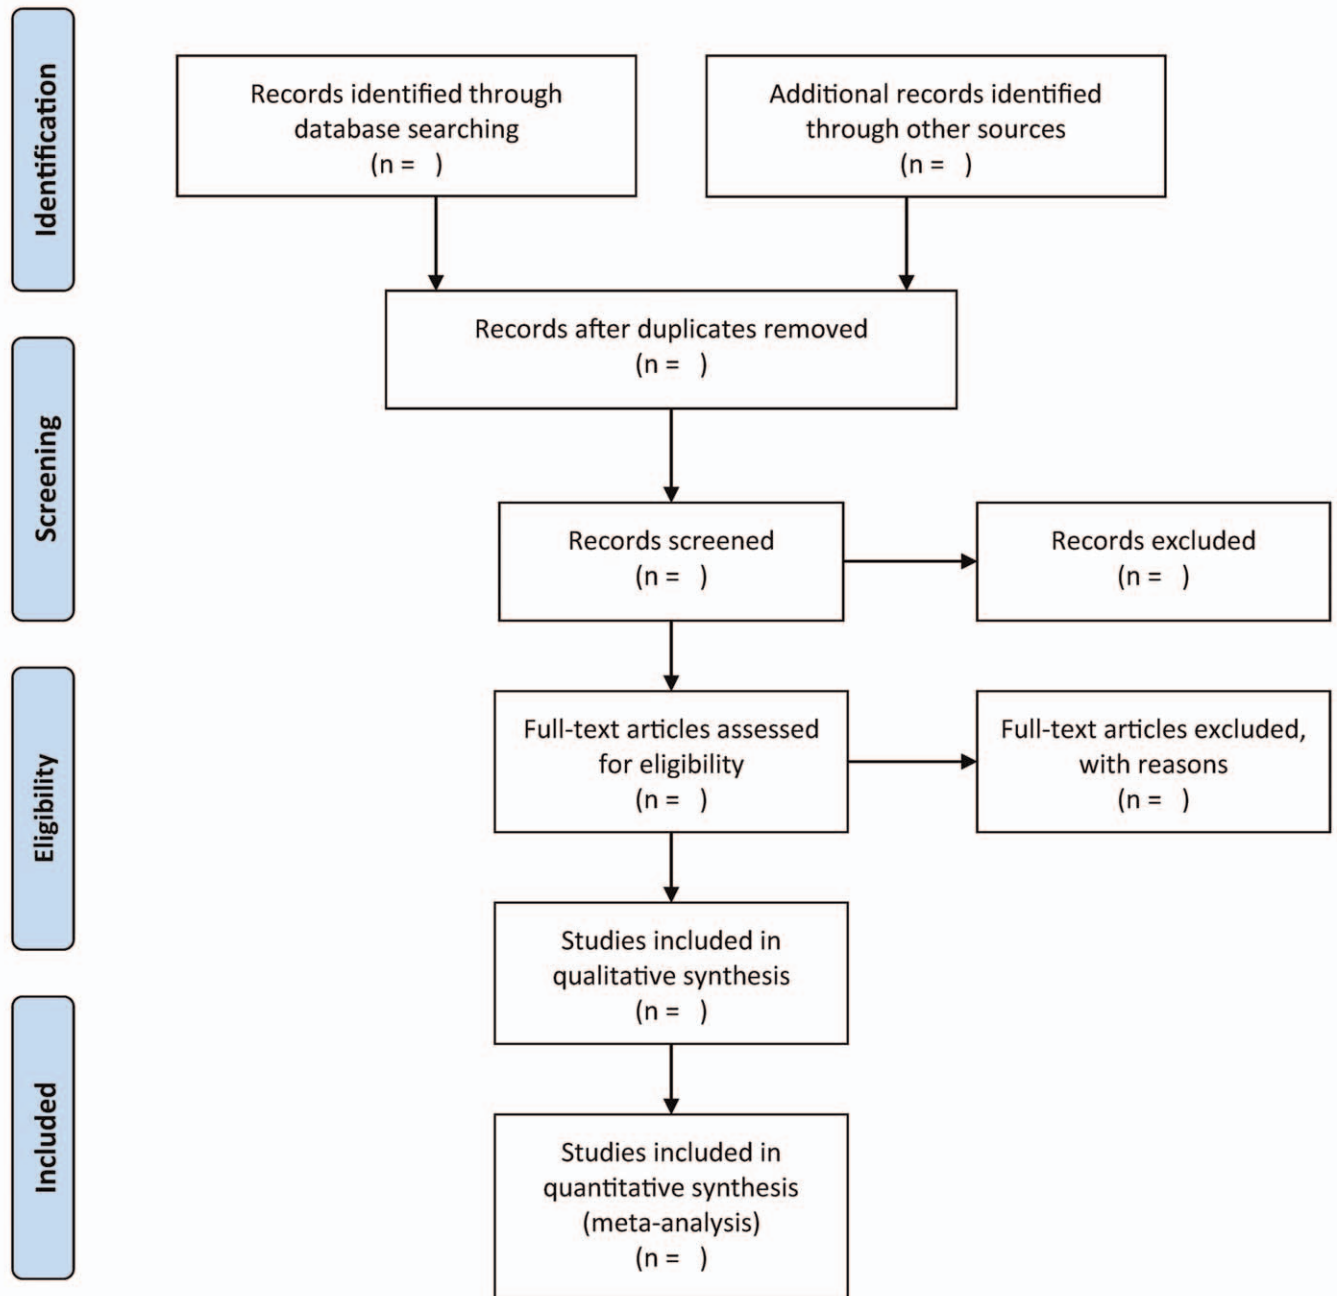 Identification
Records identified through
database searching
(n =   )
Additional records identified
through other sources
(n =   )
Records after duplicates removed
(n =   )
Screening
Records screened
(n =   )
Records excluded
(n =   )
Eligibility
Full-text articles assessed
for eligibility
(n =   )
Full-text articles excluded,
with reasons
(n =   )
Studies included in
qualitative synthesis
(n =   )
Included
Studies included in
quantitative synthesis
(meta-analysis)
(n =   )